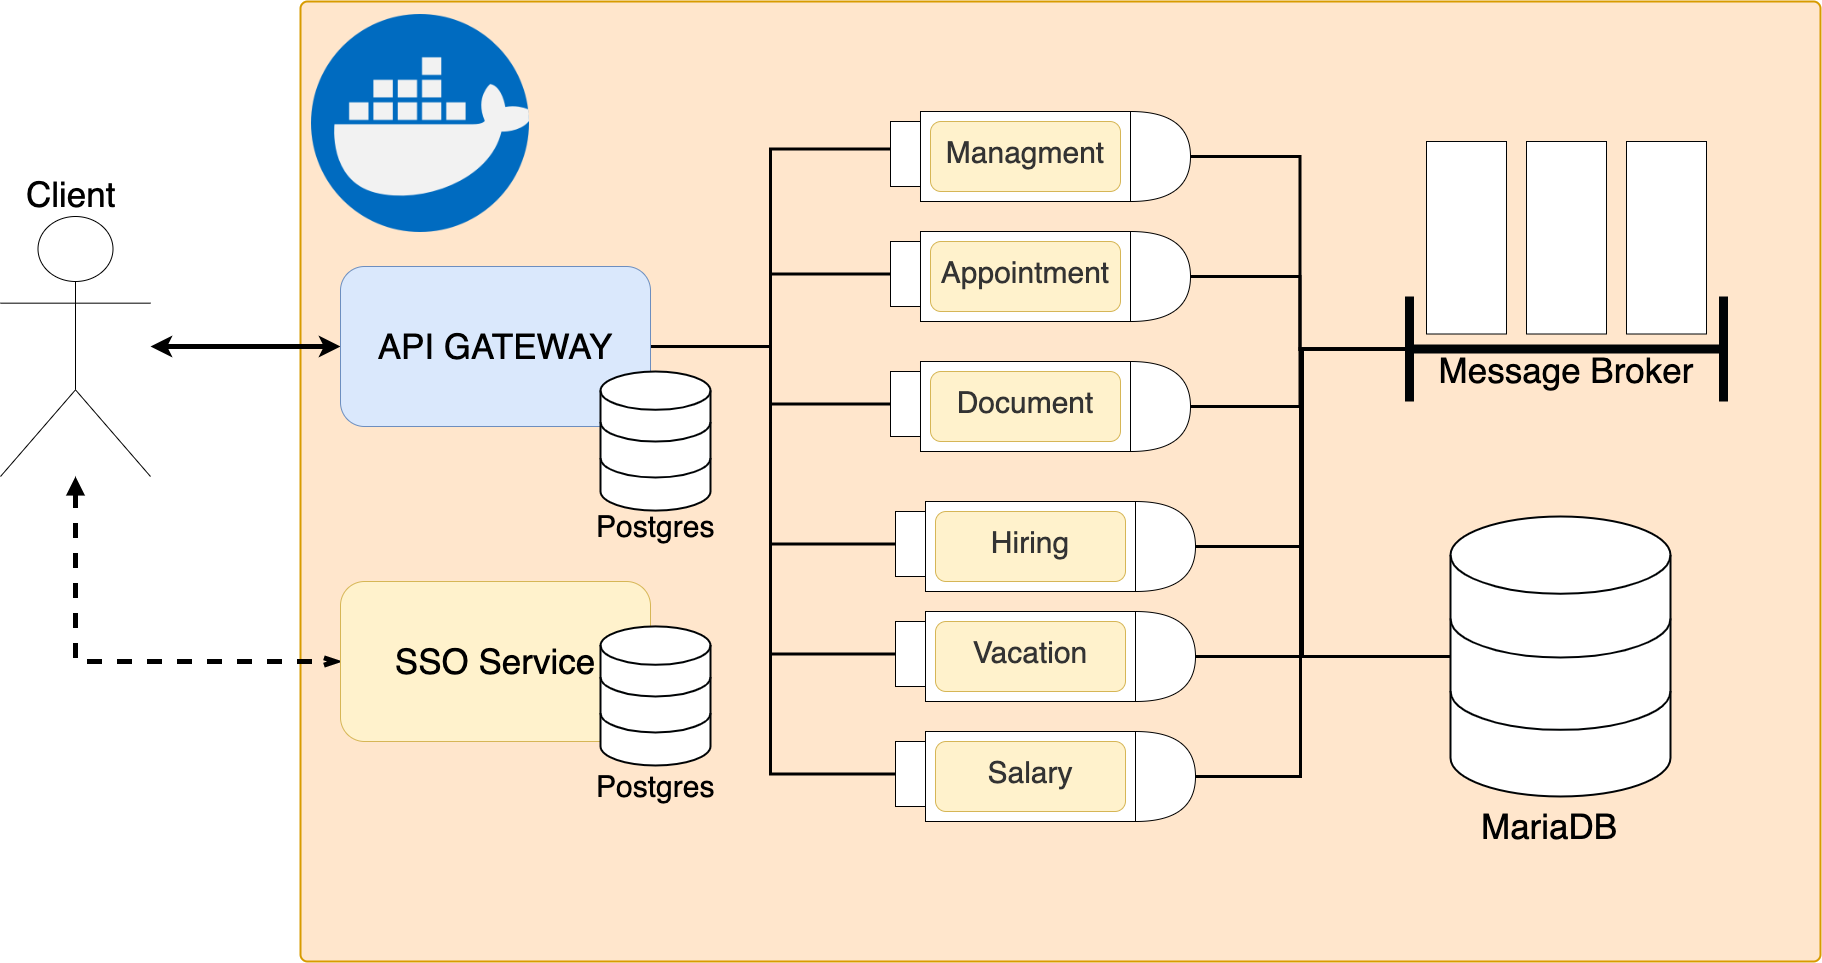 Client
API GATEWAY
Postgres
SSO Service
Postgres
Managment
Appointment
Document
Hiring
Vacation
Salary
Message Broker
MariaDB